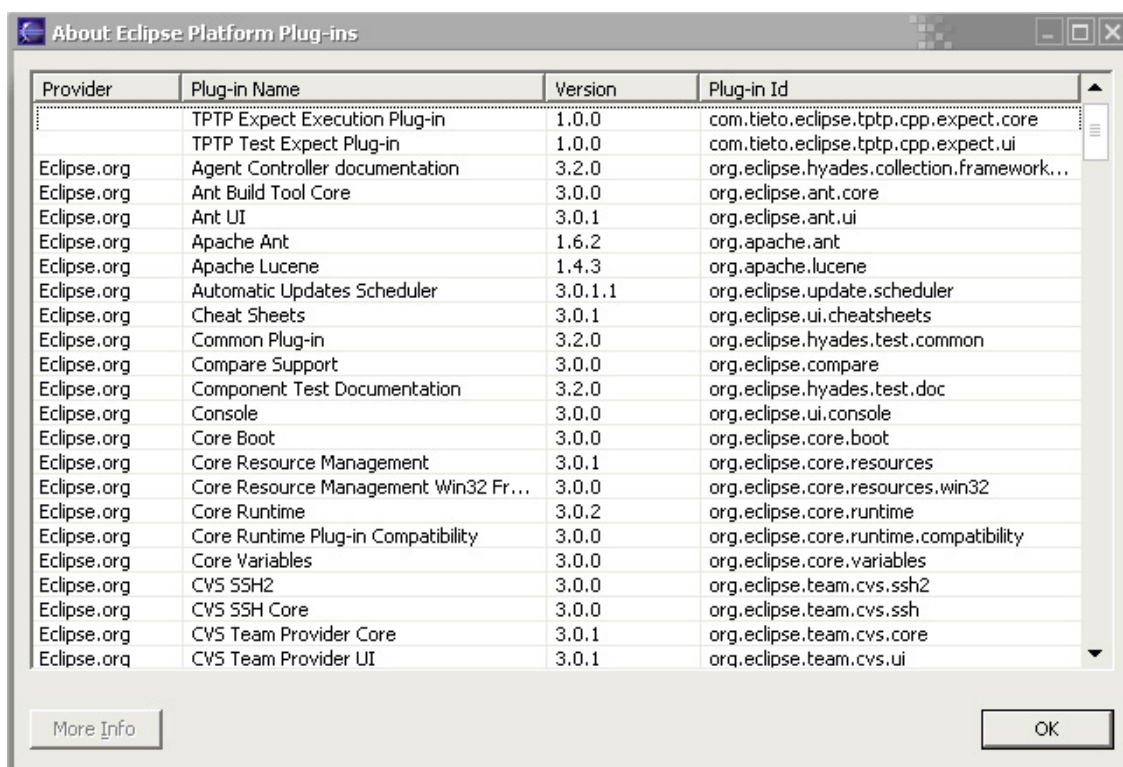 About Eclipse Platform Plug-ins
Provider Plug-in Name Version Plug-in Id
TPTP Expect Execution Plug-in 1.0.0 com.tieto.eclipse.tptp.cpp.expect.core
TPTP Test Expect Plug-in 1.0.0 com.tieto.eclipse.tptp.cpp.expect.ui
Eclipse.org Agent Controller documentation 3.2.0 org.eclipse.hyades.collection.framework...
Eclipse.org Ant Build Tool Core 3.0.0 org.eclipse.ant.core
Eclipse.org Ant UI 3.0.1 org.eclipse.ant.ui
Eclipse.org Apache Ant 1.6.2 org.apache.ant
Eclipse.org Apache Lucene 1.4.3 org.apache.lucene
Eclipse.org Automatic Updates Scheduler 3.0.1.1 org.eclipse.update.scheduler
Eclipse.org Cheat Sheets 3.0.1 org.eclipse.ui.cheatsheets
Eclipse.org Common Plug-in 3.2.0 org.eclipse.hyades.test.common
Eclipse.org Compare Support 3.0.0 org.eclipse.compare
Eclipse.org Component Test Documentation 3.2.0 org.eclipse.hyades.test.doc
Eclipse.org Console 3.0.0 org.eclipse.ui.console
Eclipse.org Core Boot 3.0.0 org.eclipse.core.boot
Eclipse.org Core Resource Management 3.0.1 org.eclipse.core.resources
Eclipse.org Core Resource Management Win32 Fr... 3.0.0 org.eclipse.core.resources.win32
Eclipse.org Core Runtime 3.0.2 org.eclipse.core.runtime
Eclipse.org Core Runtime Plug-in Compatibility 3.0.0 org.eclipse.core.runtime.compatibility
Eclipse.org Core Variables 3.0.0 org.eclipse.core.variables
Eclipse.org CVS SSH2 3.0.0 org.eclipse.team.cvs.ssh2
Eclipse.org CVS SSH Core 3.0.0 org.eclipse.team.cvs.ssh
Eclipse.org CVS Team Provider Core 3.0.1 org.eclipse.team.cvs.core
Eclipse.org CVS Team Provider UI 3.0.1 org.eclipse.team.cvs.ui
More Info OK